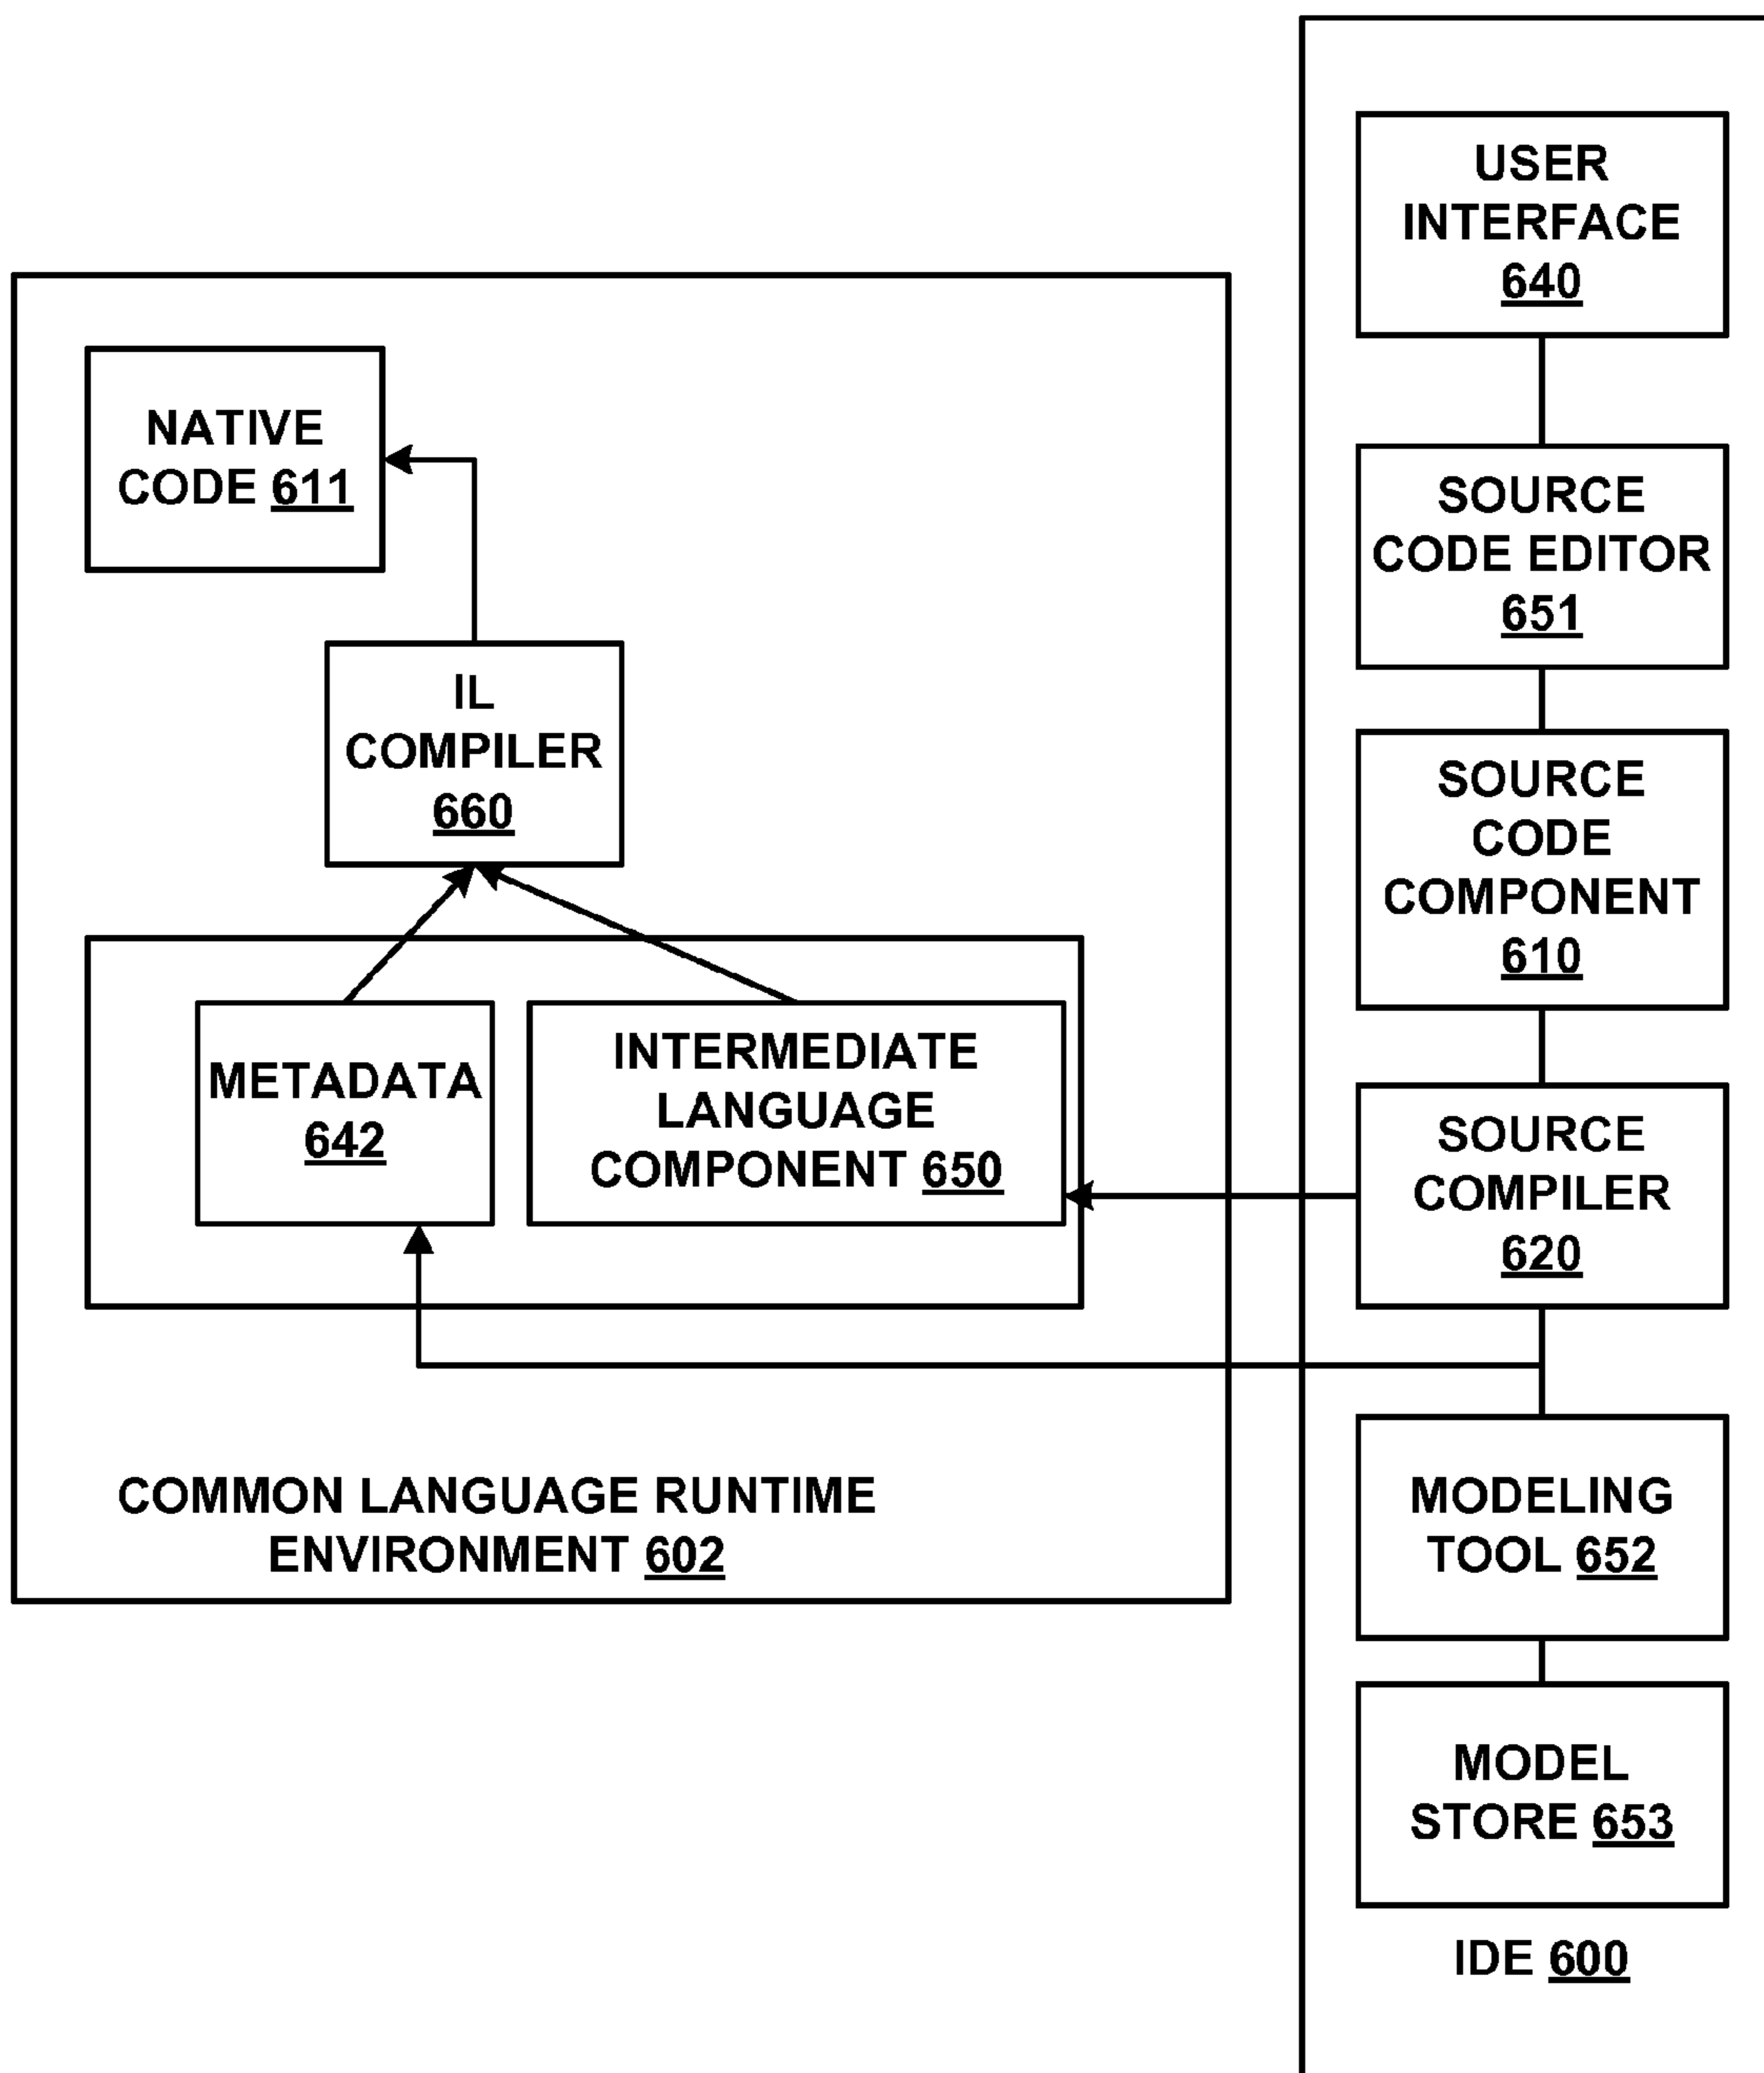 USER
INTERFACE
640
SOURCE
CODE EDITOR
651
SOURCE
CODE
COMPONENT
610
SOURCE
COMPILER
620
MODELING
TOOL 652
MODEL
STORE 653
IDE 600
NATIVE
CODE 611
IL
COMPILER
660
METADATA
642
INTERMEDIATE
LANGUAGE
COMPONENT 650
COMMON LANGUAGE RUNTIME
ENVIRONMENT 602